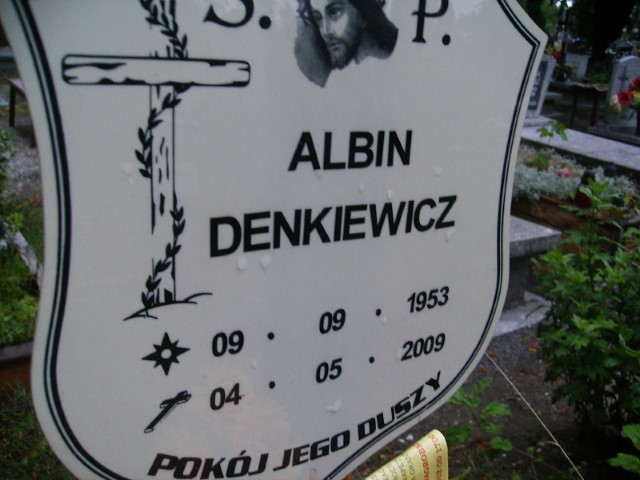 Ś. P.
ALBIN
DENKIEWICZ
09 • 09 • 1953
04 • 05 • 2009
POKÓJ JEGO DUSZY